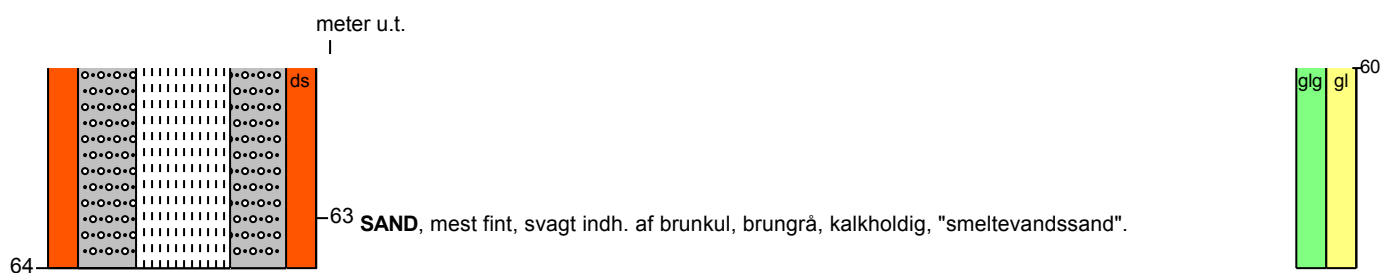 meter u.t.
ds
glg gl
60
63 SAND, mest fint, svagt indh. af brunkul, brungrå, kalkholdig, "smeltevandssand".
64